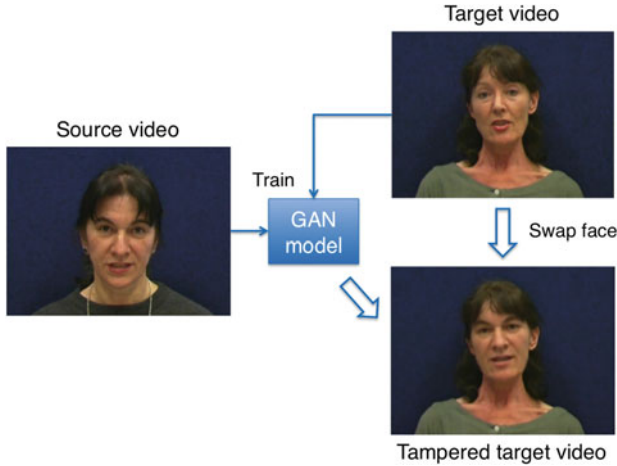 Target video
Source video
Train
GAN
model
Swap face
Tampered target video